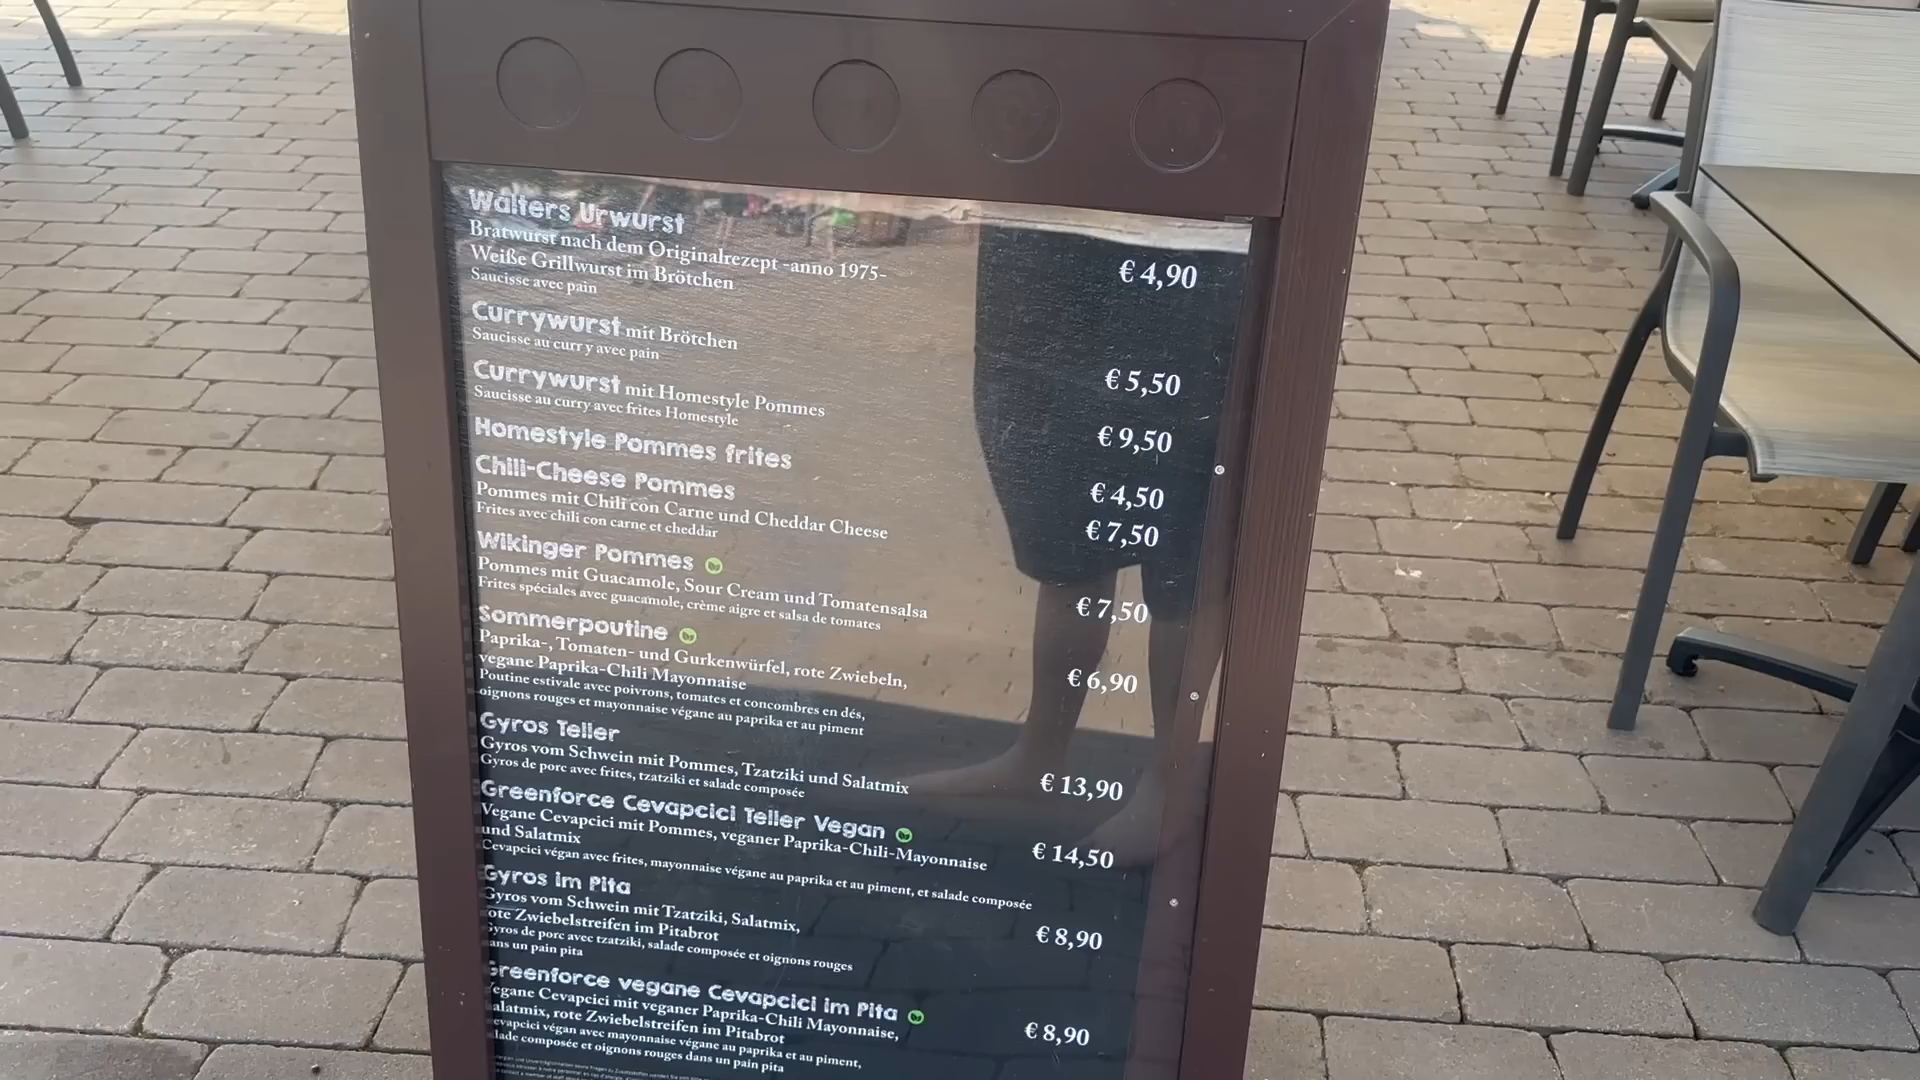 Walters Urwurst
Bratwurst nach dem Originalrezept -anno 1975-
Weiße Grillwurst im Brötchen
Saucisse avec pain
€ 4,90
Currywurst mit Brötchen
Saucisse au curr y avec pain
€ 5,50
Currywurst mit Homestyle Pommes
Saucisse au curry avec frites Homestyle
€ 9,50
Homestyle Pommes frites
€ 4,50
Chili-Cheese Pommes
Pommes mit Chili con Carne und Cheddar Cheese
Frites avec chili con carne et cheddar
€ 7,50
Wikinger Pommes
Pommes mit Guacamole, Sour Cream und Tomatensalsa
Frites spéciales avec guacamole, crème aigre et salsa de tomates
€ 7,50
Sommerpoutine
Paprika-, Tomaten- und Gurkenwürfel, rote Zwiebeln,
vegane Paprika-Chili Mayonnaise
Poutine estivale avec poivrons, tomates et concombres en dés,
oignons rouges et mayonnaise végane au paprika et au piment
€ 6,90
Gyros Teller
Gyros vom Schwein mit Pommes, Tzatziki und Salatmix
Gyros de porc avec frites, tzatziki et salade composée
€ 13,90
Greenforce Cevapcici Teller Vegan
Vegane Cevapcici mit Pommes, veganer Paprika-Chili-Mayonnaise
und Salatmix
Cevapcici végan avec frites, mayonnaise végane au paprika et au piment, et salade composée
€ 14,50
Gyros im Pita
Gyros vom Schwein mit Tzatziki, Salatmix,
ote Zwiebelstreifen im Pitabrot
yros de porc avec tzatziki, salade composée et oignons rouges
ans un pain pita
€ 8,90
Greenforce vegane Cevapcici im Pita
egane Cevapcici mit veganer Paprika-Chili Mayonnaise,
alatmix, rote Zwiebelstreifen im Pitabrot
evapcici végan avec mayonnaise végane au paprika et au piment,
lade composée et oignons rouges dans un pain pita
€ 8,90